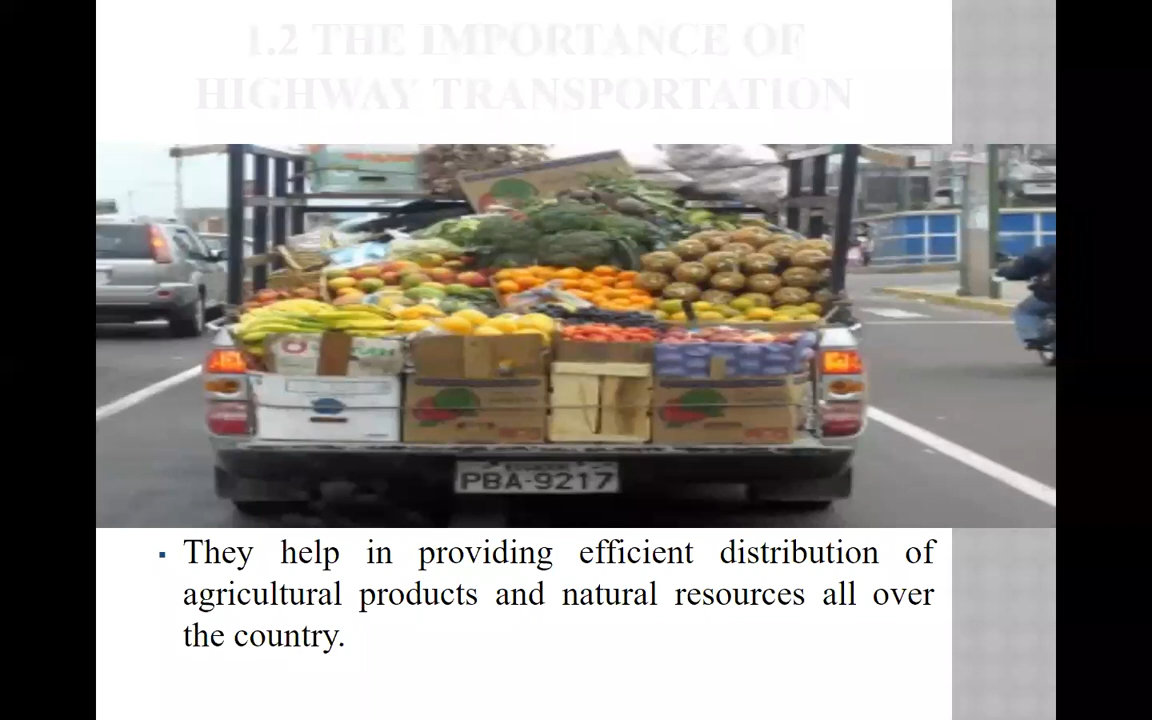 1.2 THE IMPORTANCE OF
HIGHWAY TRANSPORTATION
ECUADOR
PBA-9217
▪ They help in providing efficient distribution of
agricultural products and natural resources all over
the country.